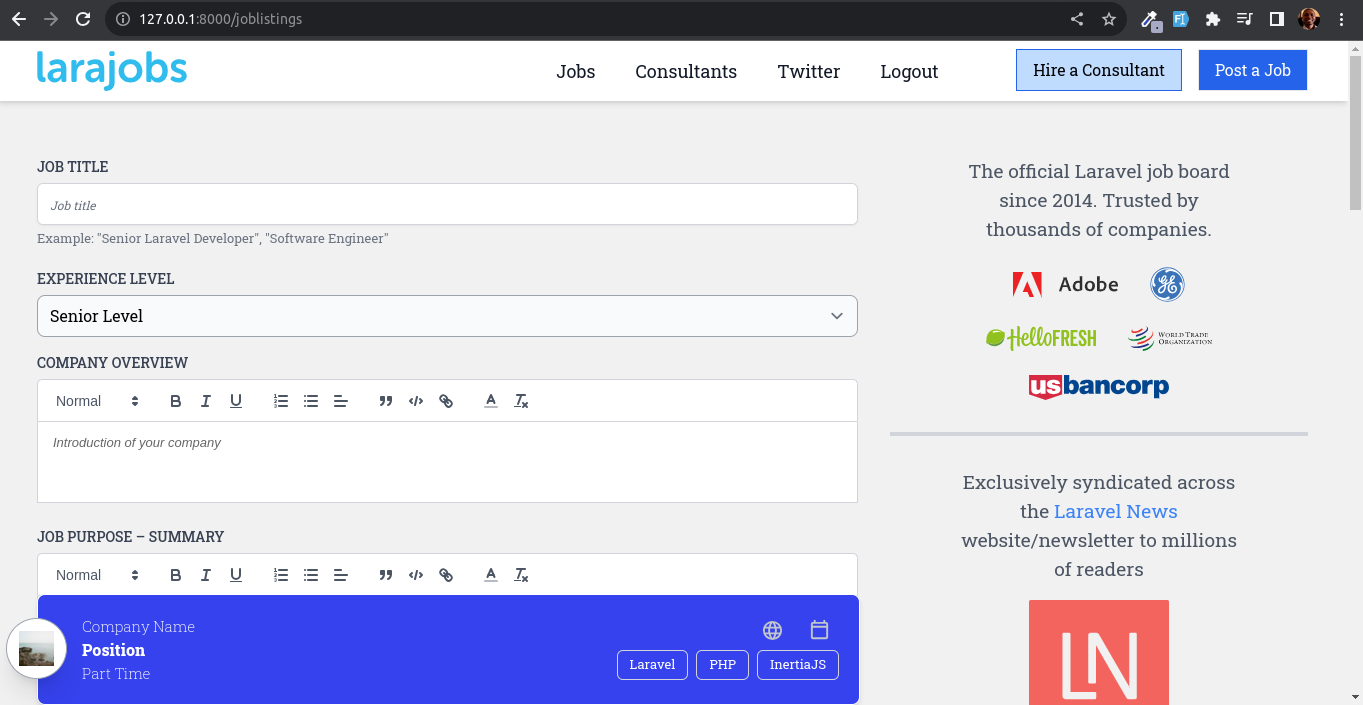 127.0.0.1:8000/joblistings
larajobs
Jobs
Consultants
Twitter
Logout
Hire a Consultant
Post a Job
JOB TITLE
Job title
Example: "Senior Laravel Developer", "Software Engineer"
EXPERIENCE LEVEL
Senior Level
COMPANY OVERVIEW
Normal
Introduction of your company
JOB PURPOSE – SUMMARY
Normal
Company Name
Position
Part Time
Laravel
PHP
InertiaJS
The official Laravel job board
since 2014. Trusted by
thousands of companies.
Adobe
HelloFRESH
WORLD TRADE
ORGANIZATION
usbancorp
Exclusively syndicated across
the Laravel News
website/newsletter to millions
of readers
LN